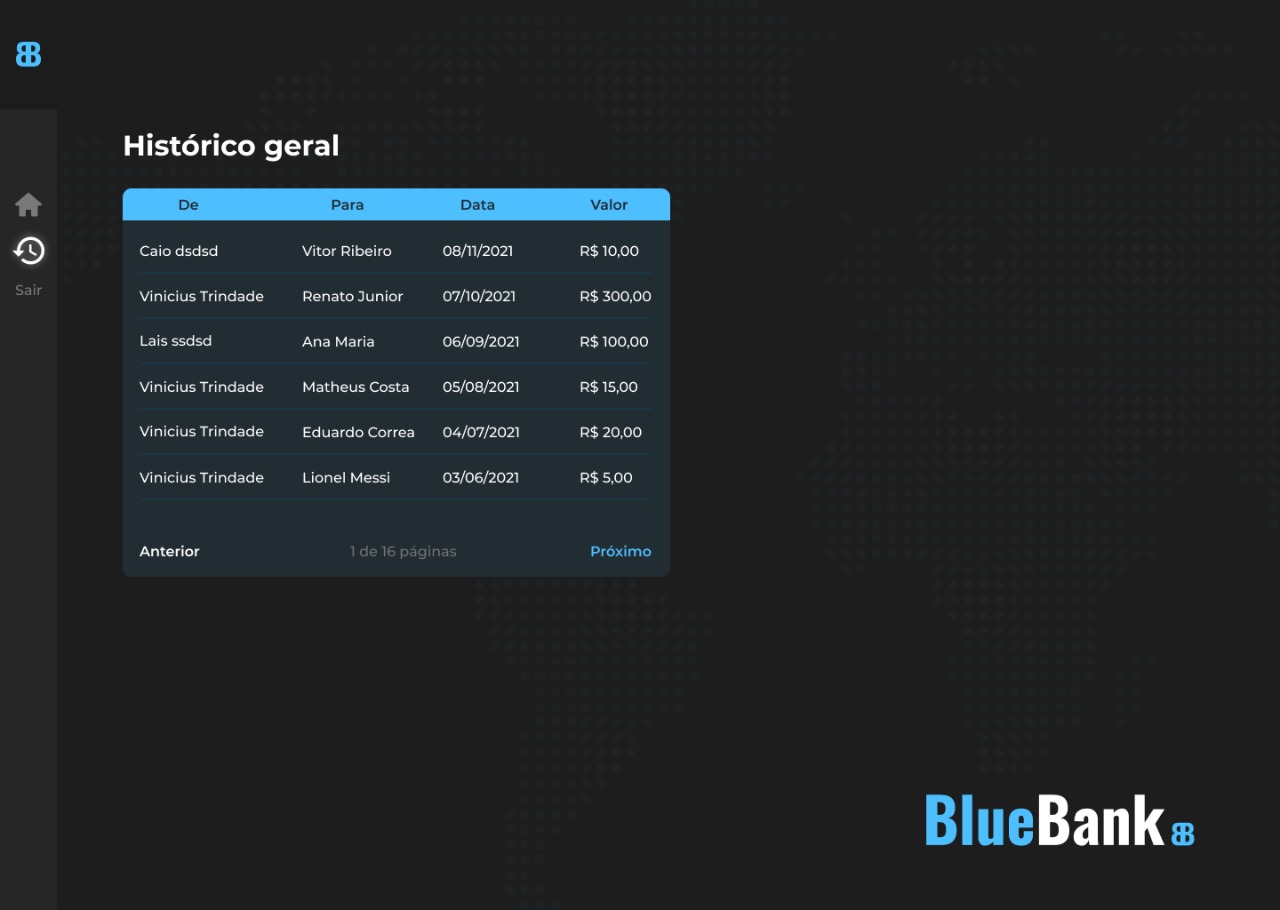 BB
Histórico geral
De Para Data Valor
Caio dsdsd Vitor Ribeiro 08/11/2021 R$ 10,00
Vinicius Trindade Renato Junior 07/10/2021 R$ 300,00
Sair
Lais ssdsd Ana Maria 06/09/2021 R$ 100,00
Vinicius Trindade Matheus Costa 05/08/2021 R$ 15,00
Vinicius Trindade Eduardo Correa 04/07/2021 R$ 20,00
Vinicius Trindade Lionel Messi 03/06/2021 R$ 5,00
Anterior 1 de 16 páginas Próximo
BlueBank BB